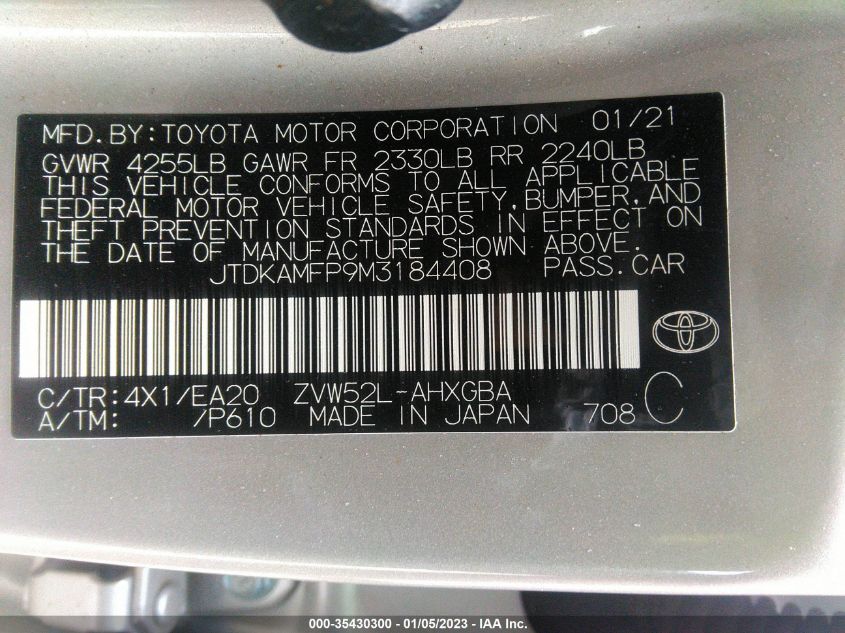 MFD.BY:TOYOTA MOTOR CORPORATION 01/21
GVWR 4255LB GAWR FR 2330LB RR 2240LB
THIS VEHICLE CONFORMS TO ALL APPLICABLE
FEDERAL MOTOR VEHICLE SAFETY,BUMPER,AND
THEFT PREVENTION STANDARDS IN EFFECT ON
THE DATE OF MANUFACTURE SHOWN ABOVE.
JTDKAMFP9M3184408 PASS.CAR
C/TR:4X1/EA20 ZVW52L-AHXGBA
A/TM: /P610 MADE IN JAPAN 708 C
000-35430300 - 01/05/2023 - IAA Inc.